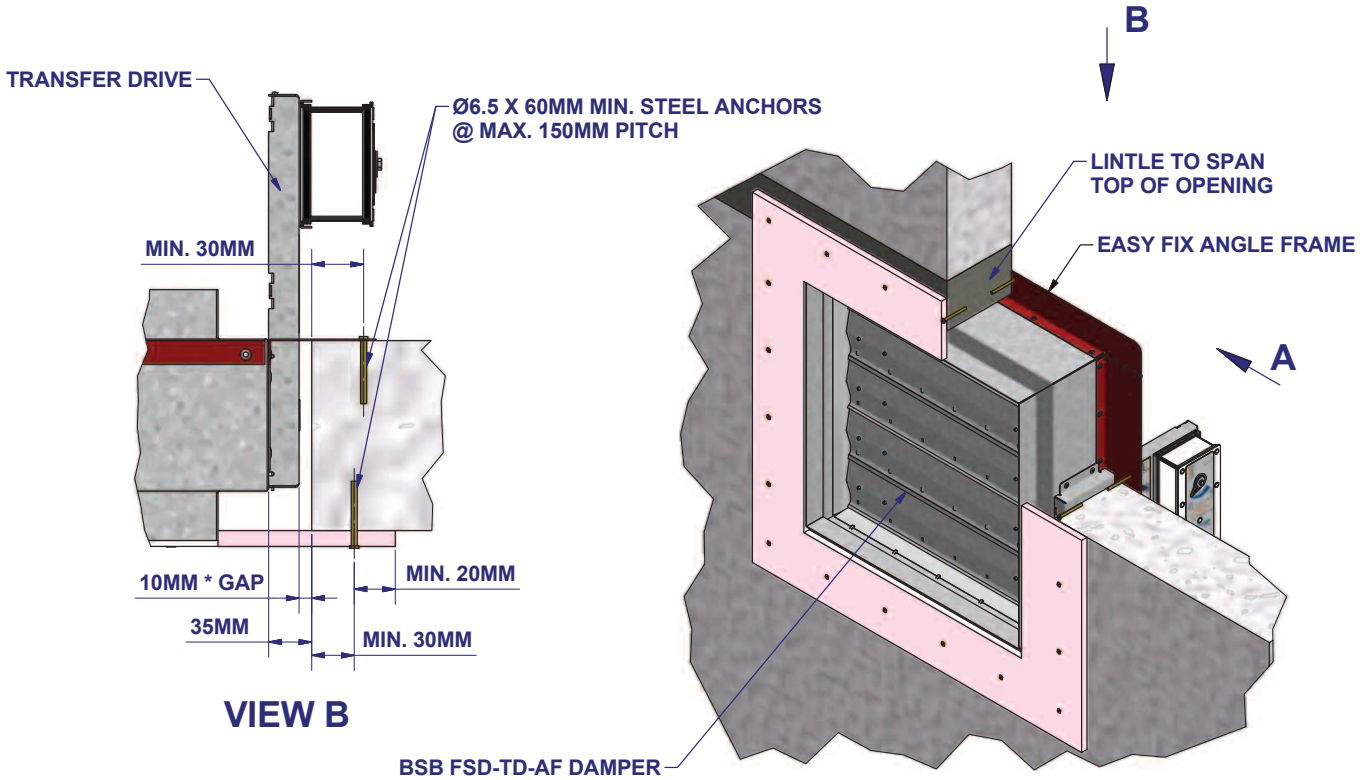 B
TRANSFER DRIVE
Ø6.5 X 60MM MIN. STEEL ANCHORS
@ MAX. 150MM PITCH
LINTLE TO SPAN
TOP OF OPENING
EASY FIX ANGLE FRAME
MIN. 30MM
A
10MM * GAP
MIN. 20MM
35MM
MIN. 30MM
VIEW B
BSB FSD-TD-AF DAMPER